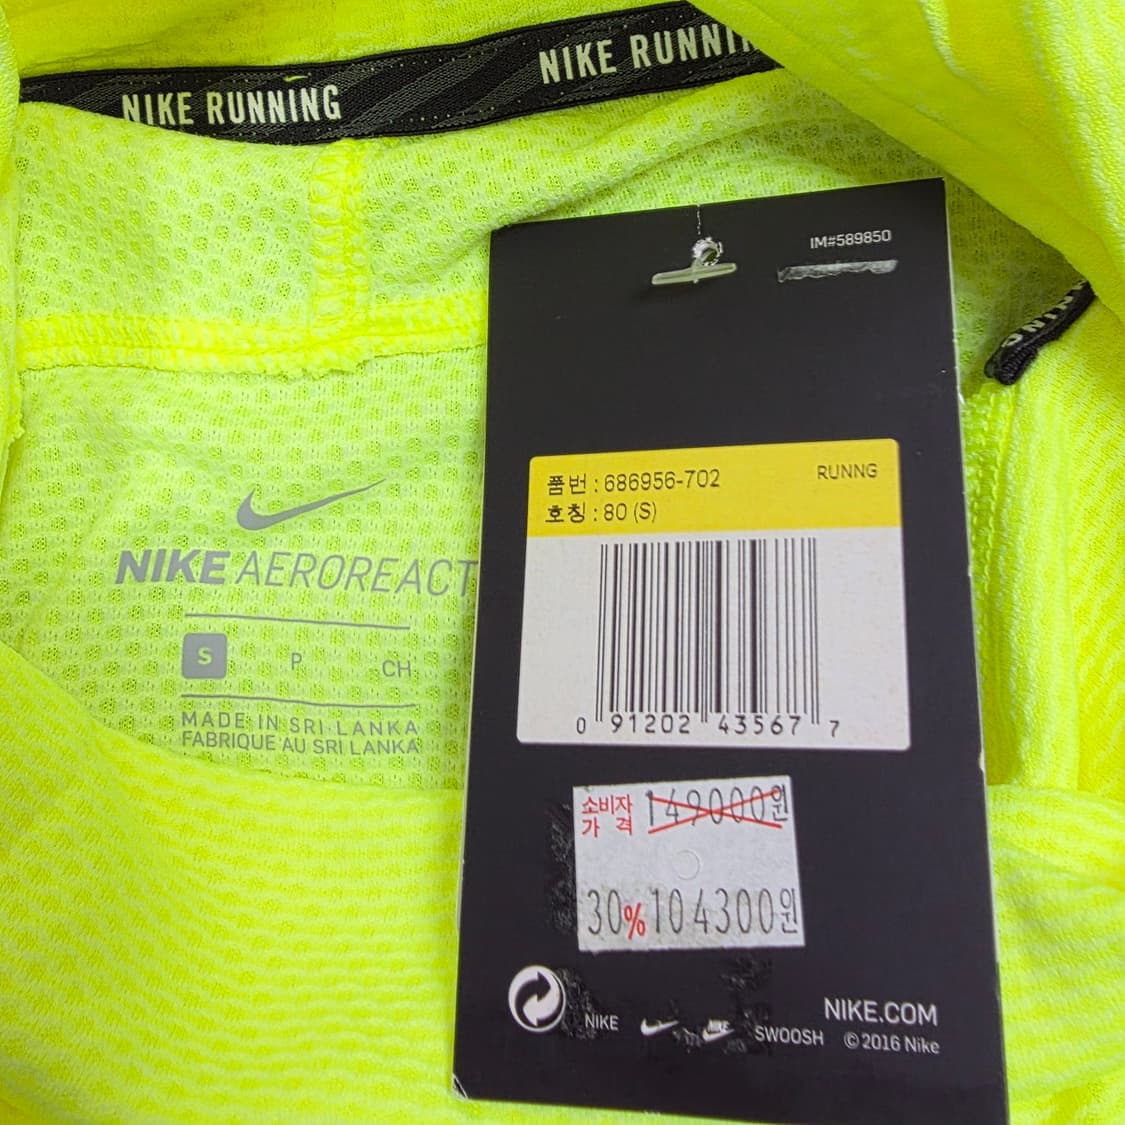 NIKE RUNNING
NIKE RUNNI
IM#589850
품번 : 686956-702 RUNNG
호칭 : 80 (S)
0 91202 43567 7
NIKE AEROREACT
S P CH
MADE IN SRI LANKA
FABRIQUE AU SRI LANKA
소비자 149000원
가 격
30% 104300원
NIKE NIKE SWOOSH
NIKE.COM
© 2016 Nike